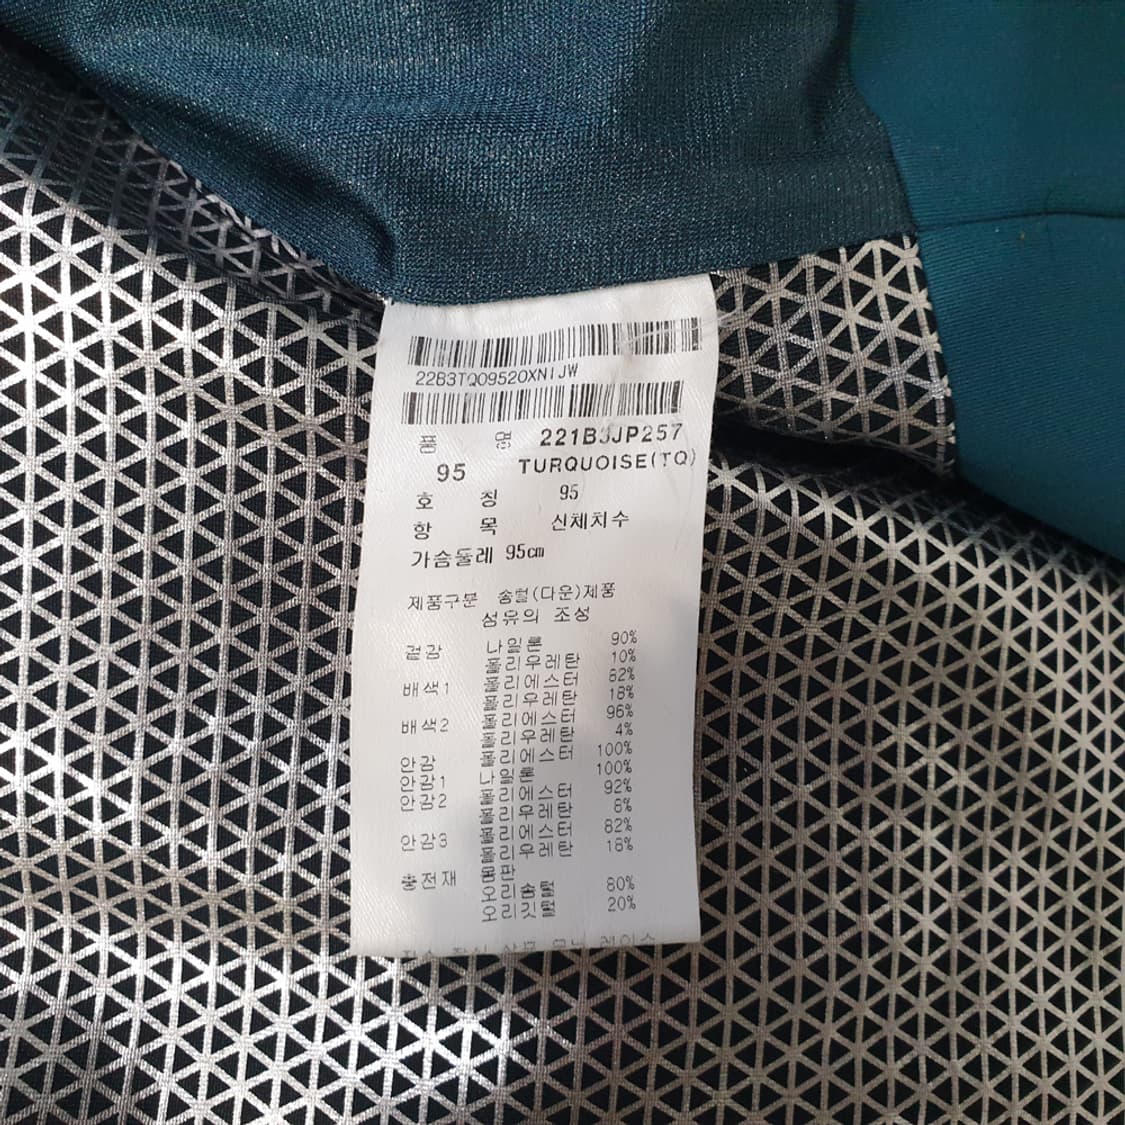 22B3TQ09520XNIJW
품 명 221B3JP257
95 TURQUOISE(TQ)
호 칭 95
항 목 신체치수
가슴둘레 95cm
제품구분 솜털(다운)제품
섬유의 조성
겉감 나일론 90%
폴리우레탄 10%
배색1 폴리에스터 82%
폴리우레탄 18%
배색2 폴리에스터 96%
폴리우레탄 4%
안감 폴리에스터 100%
안감1 나일론 100%
안감2 폴리에스터 92%
폴리우레탄 8%
안감3 폴리에스터 82%
폴리우레탄 18%
충전재 몸판
오리솜털 80%
오리깃털 20%